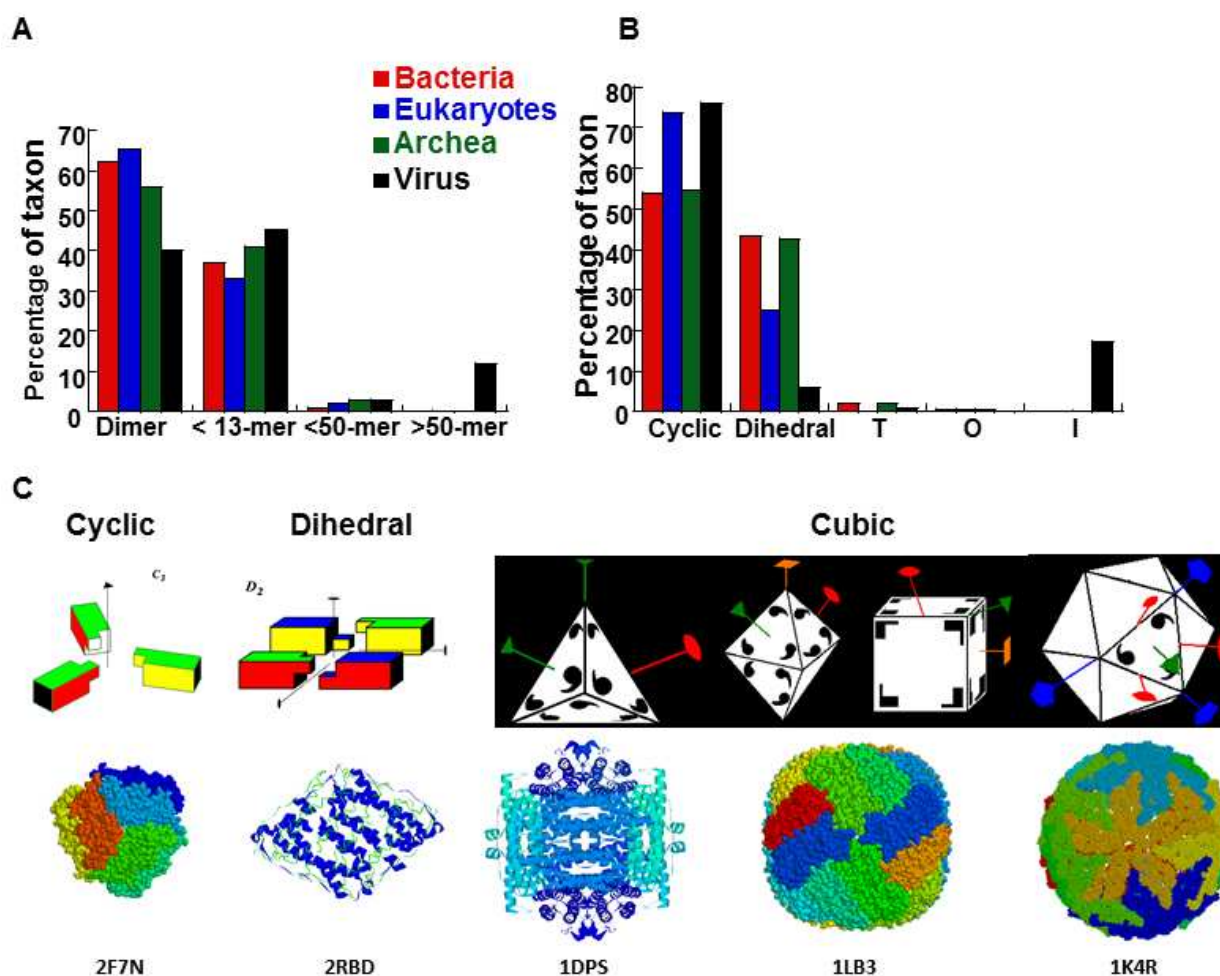 A
B
Bacteria
Eukaryotes
Archea
Virus
Percentage of taxon
70
60
50
40
30
20
10
0
Dimer < 13-mer <50-mer >50-mer
Percentage of taxon
80
70
60
50
40
30
20
10
0
Cyclic Dihedral T O I
C
Cyclic Dihedral Cubic
D2
2F7N 2RBD 1DPS 1LB3 1K4R